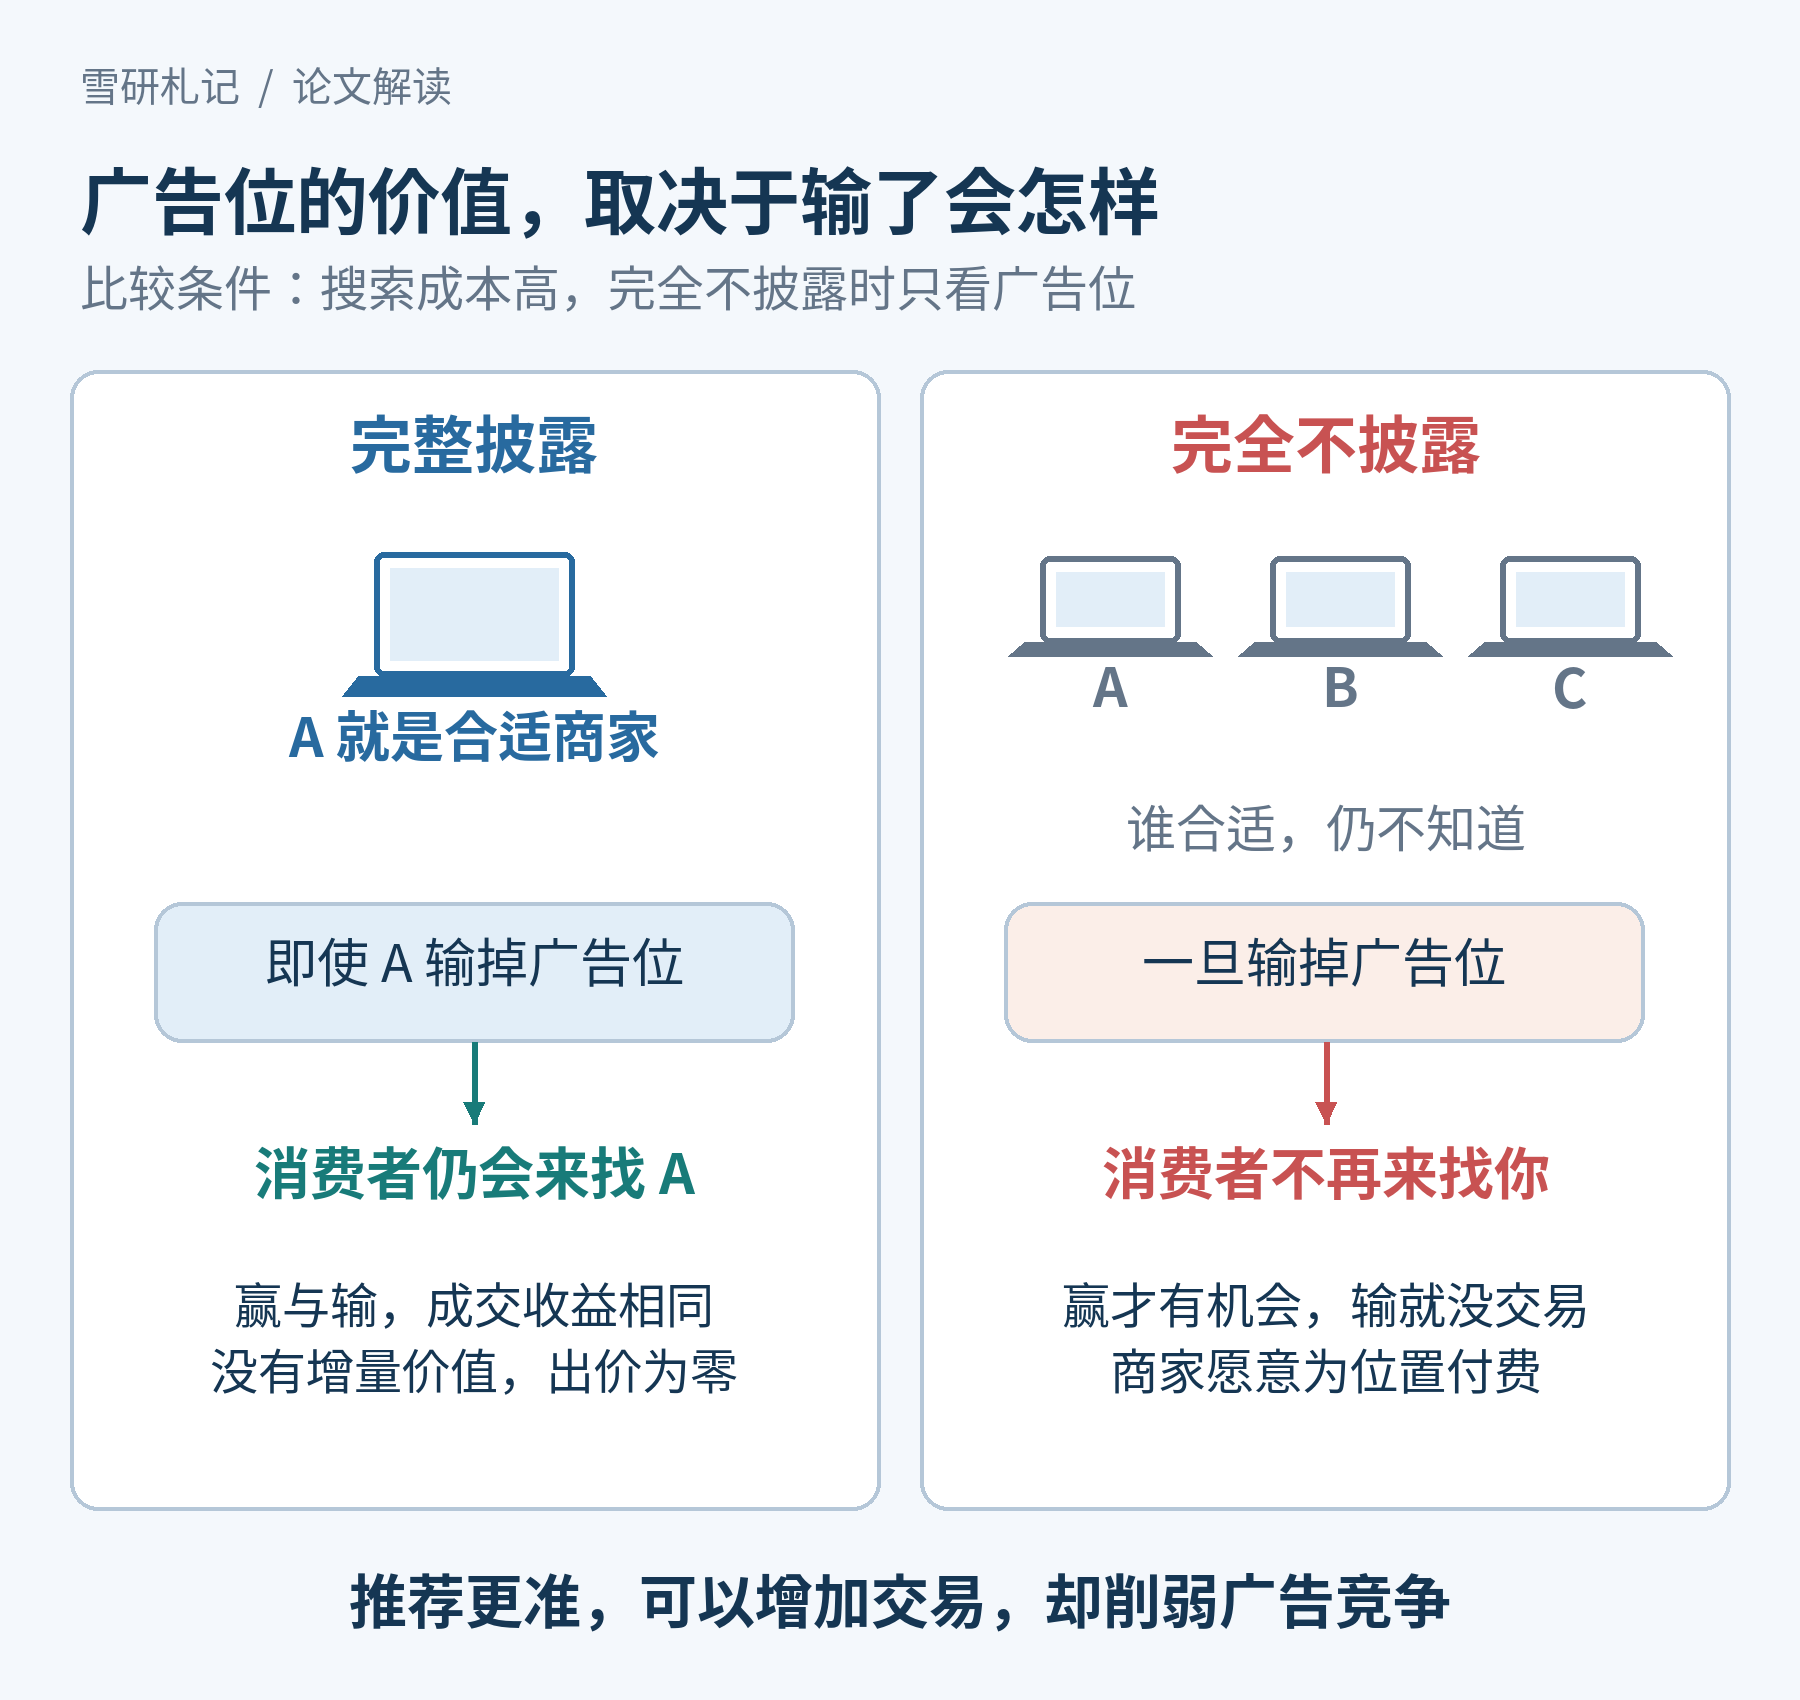 雪研札记 / 论文解读
广告位的价值，取决于输了会怎样
比较条件：搜索成本高，完全不披露时只看广告位
完整披露
A 就是合适商家
即使 A 输掉广告位
消费者仍会来找 A
赢与输，成交收益相同
没有增量价值，出价为零
完全不披露
A B C
谁合适，仍不知道
一旦输掉广告位
消费者不再来找你
赢才有机会，输就没交易
商家愿意为位置付费
推荐更准，可以增加交易，却削弱广告竞争